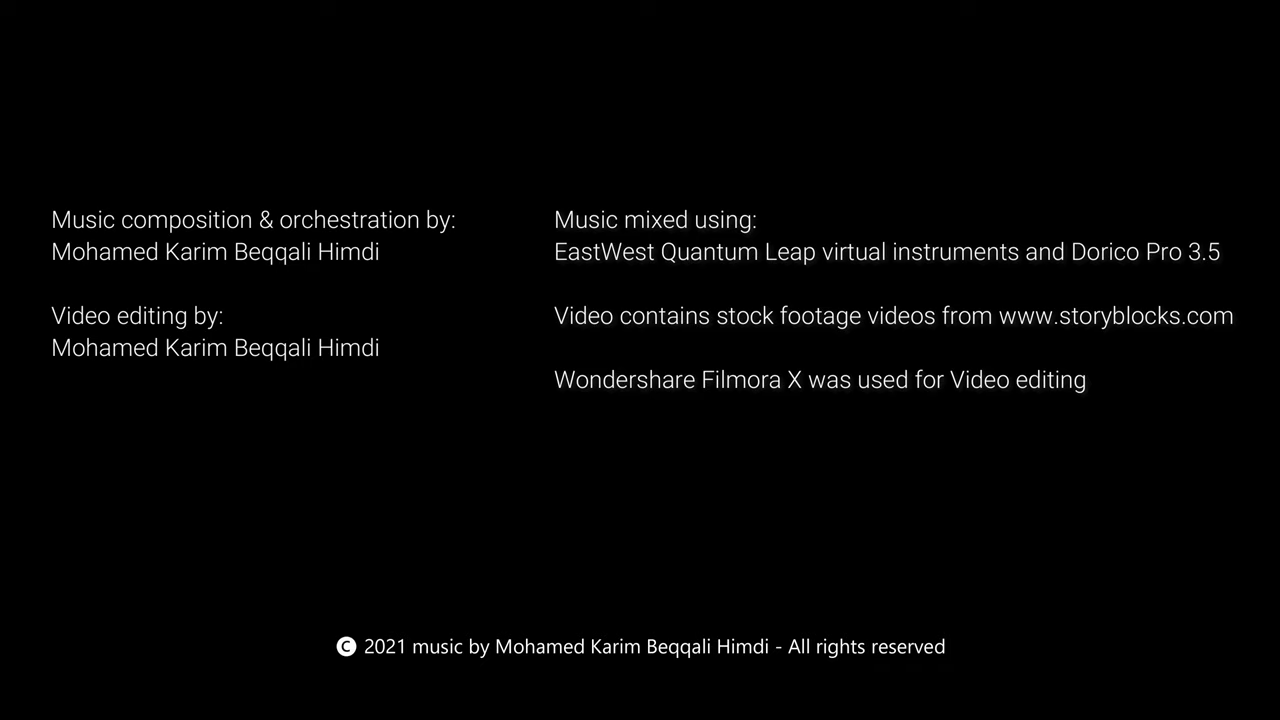 Music composition & orchestration by:
Mohamed Karim Beqqali Himdi
Video editing by:
Mohamed Karim Beqqali Himdi
Music mixed using:
EastWest Quantum Leap virtual instruments and Dorico Pro 3.5
Video contains stock footage videos from www.storyblocks.com
Wondershare Filmora X was used for Video editing
© 2021 music by Mohamed Karim Beqqali Himdi - All rights reserved